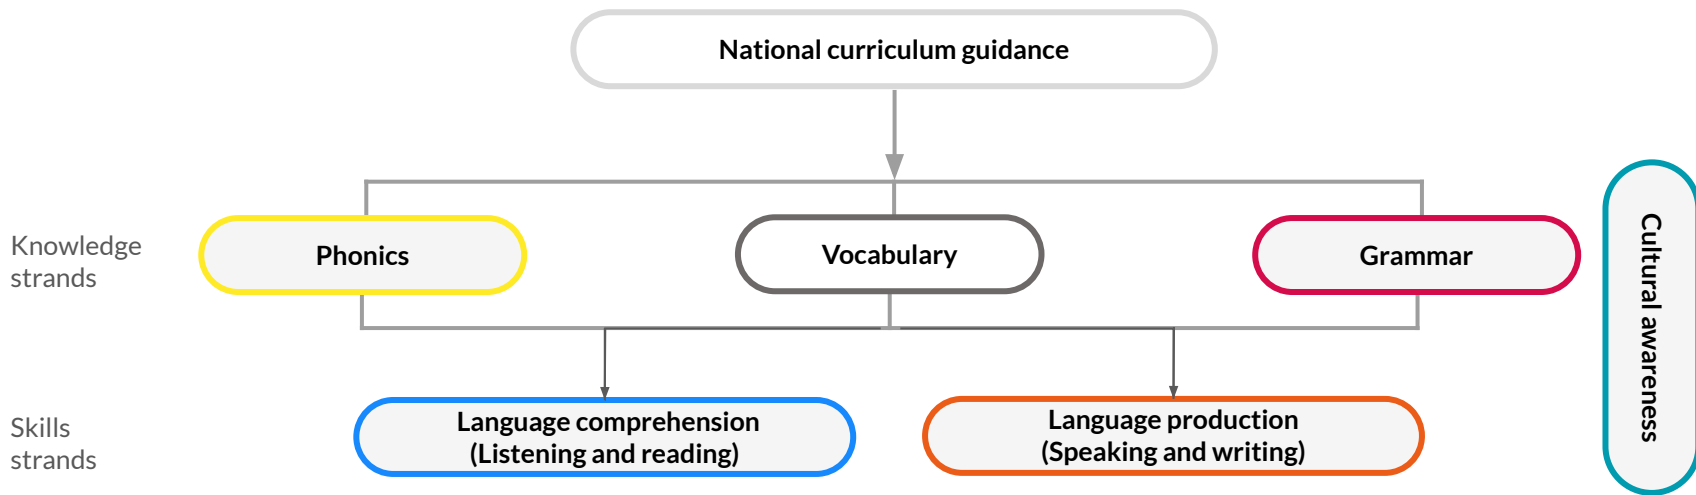 National curriculum guidance
Knowledge
strands
Phonics
Vocabulary
Grammar
Cultural awareness
Skills
strands
Language comprehension
(Listening and reading)
Language production
(Speaking and writing)